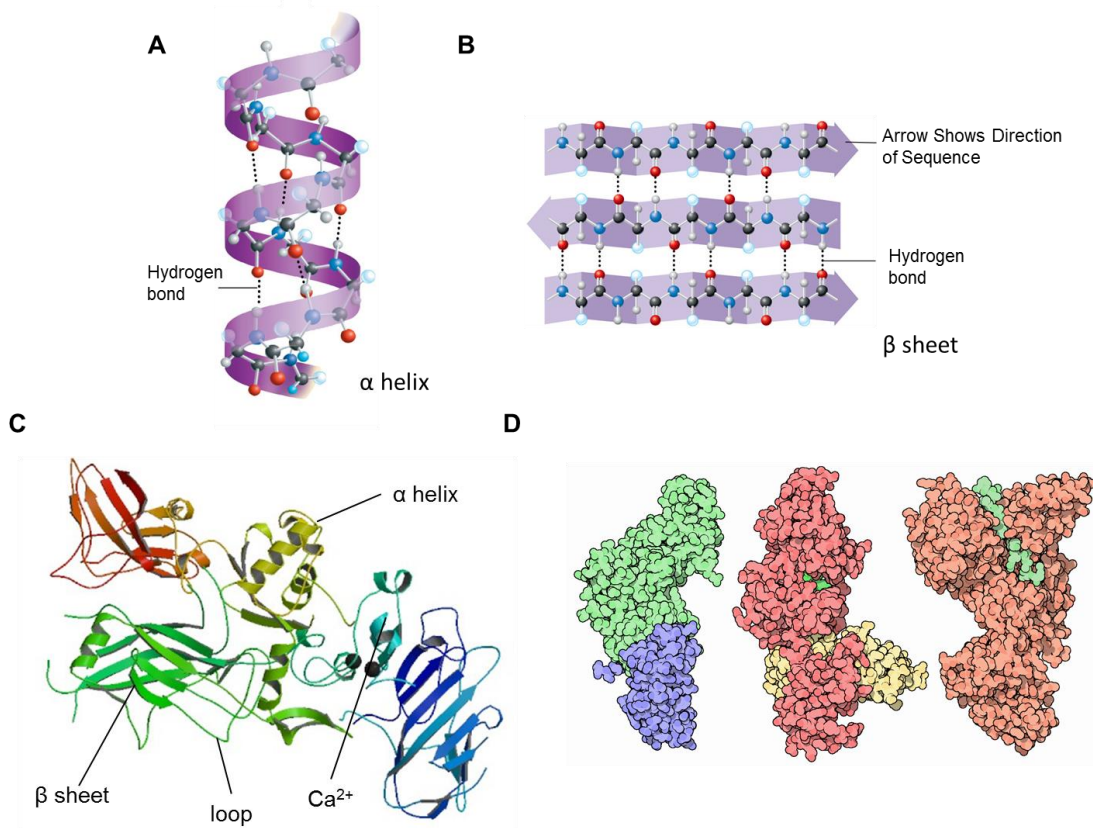 A
B
Arrow Shows Direction
of Sequence
Hydrogen
bond
Hydrogen
bond
β sheet
α helix
C
D
α helix
β sheet
loop
Ca²⁺